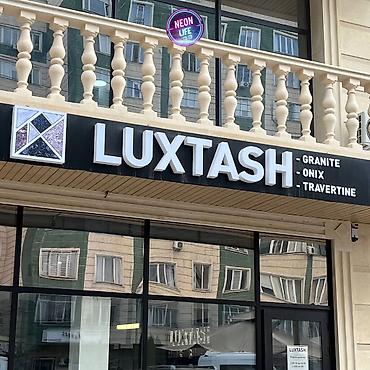 NEON
LIFE
LUXTASH
- GRANITE
- ONIX
- TRAVERTINE
LUXTASH